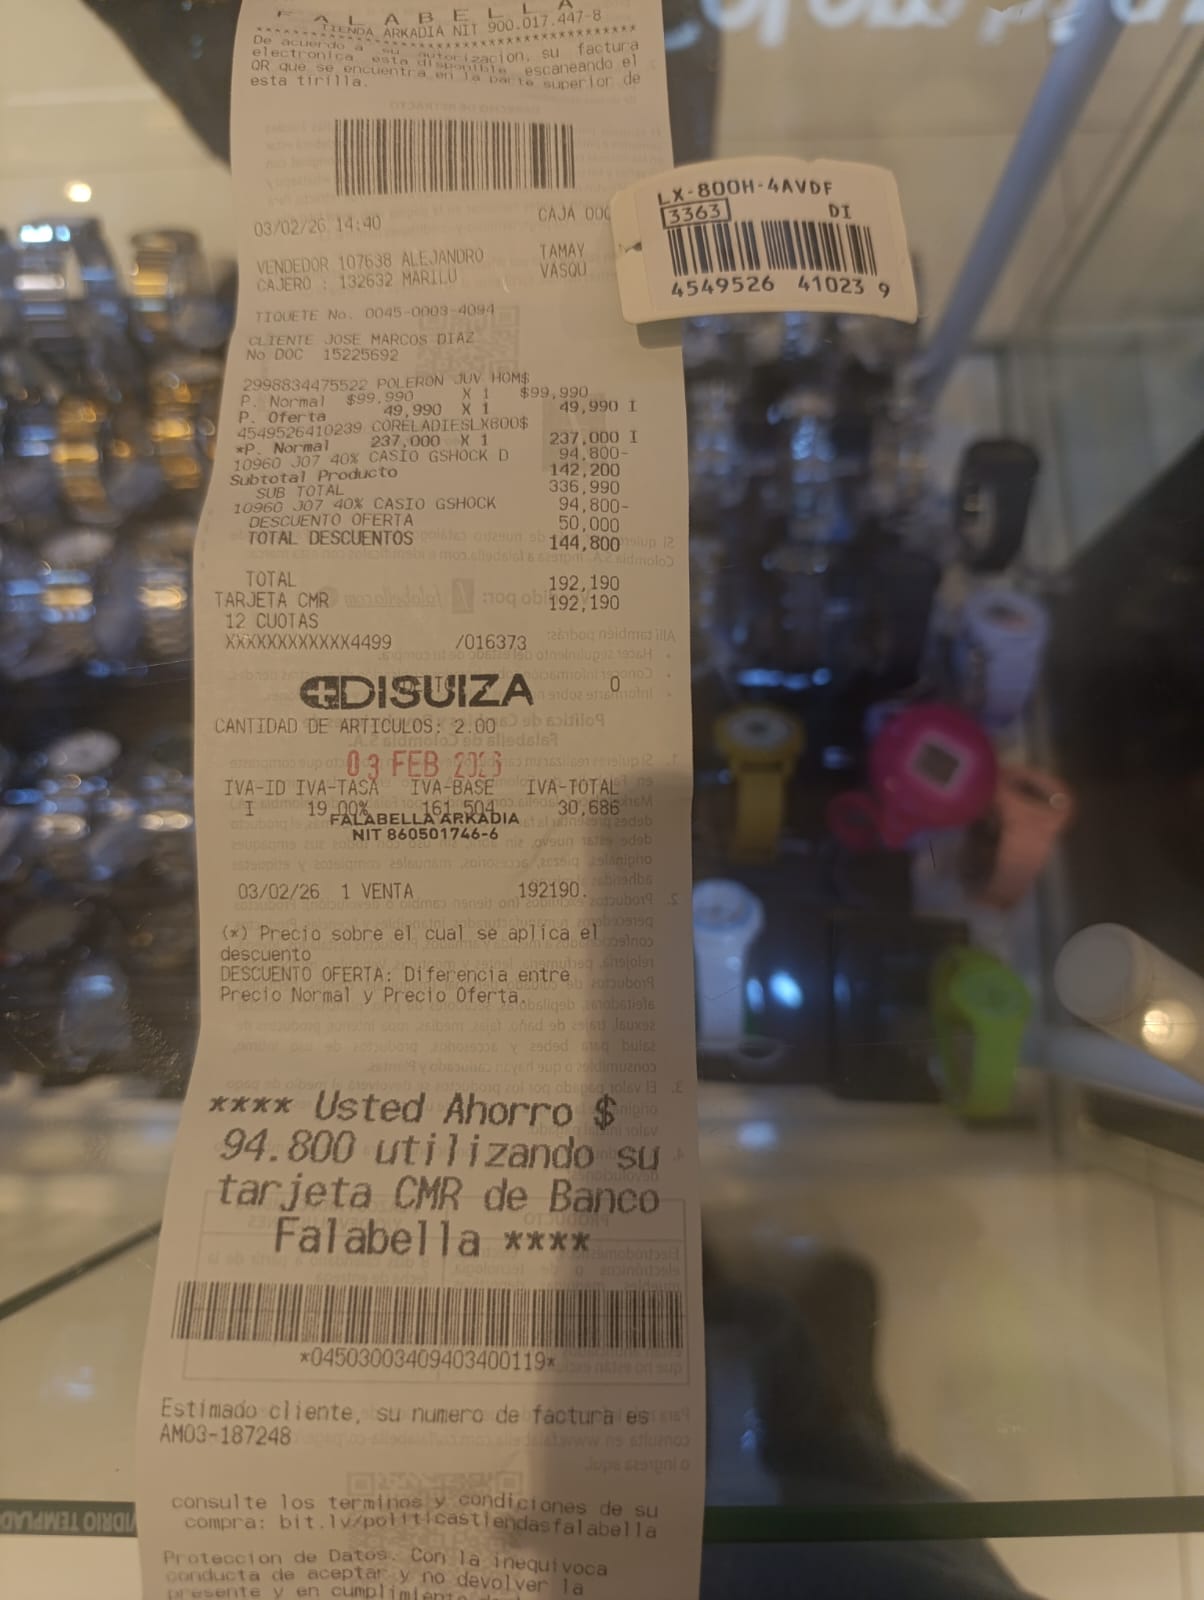 FALABELLA
TIENDA ARKADIA NIT 900.017.447-8
De acuerdo a su autorizacion, su factura
electronica esta disponible escaneando el
QR que se encuentra en la parte superior de
esta tirilla.
03/02/26 14:40 CAJA
VENDEDOR 107638 ALEJANDRO TAMAY
CAJERO : 132632 MARILU VASQU
TIQUETE No. 0045-0003-4094
CLIENTE JOSE MARCOS DIAZ
No DOC 15225692
2998834475522 POLERON JUV HOM$
P. Normal $99,990 X 1 $99,990
P. Oferta 49,990 X 1 49,990 I
4549526410239 CORELADIESLX800$
*P. Normal 237,000 X 1 237,000 I
10960 J07 40% CASIO GSHOCK D 94,800-
Subtotal Producto 142,200
SUB TOTAL 336,990
10960 J07 40% CASIO GSHOCK 94,800-
DESCUENTO OFERTA 50,000
TOTAL DESCUENTOS 144,800
TOTAL 192,190
TARJETA CMR 192,190
12 CUOTAS
XXXXXXXXXXXX4499 /016373
DISUIZA 0
CANTIDAD DE ARTICULOS: 2.00
03 FEB 2026
IVA-ID IVA-TASA IVA-BASE IVA-TOTAL
I 19.00% 161,504 30,686
FALABELLA ARKADIA
NIT 860501746-6
03/02/26 1 VENTA 192190.
(*) Precio sobre el cual se aplica el
descuento
DESCUENTO OFERTA: Diferencia entre
Precio Normal y Precio Oferta.
**** Usted Ahorro $
94.800 utilizando su
tarjeta CMR de Banco
Falabella ****
*04503003409403400119*
Estimado cliente, su numero de factura es
AM03-187248
consulte los terminos y condiciones de su
compra: bit.ly/politicastiendasfalabella
Proteccion de Datos. Con la inequivoca
conducta de aceptar y no devolver la
presente y en
LX-800H-4AVDF
3363 DI
4549526 41023 9
VIDRIO TEMPLADO